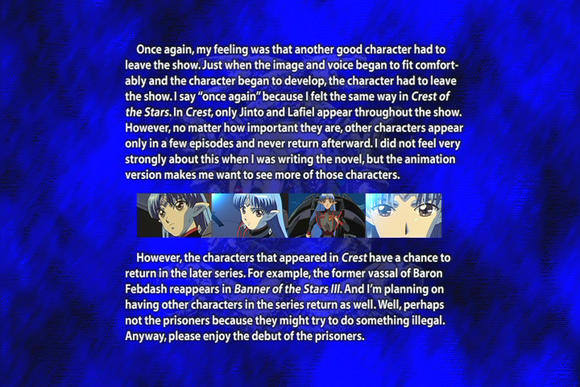 Once again, my feeling was that another good character had to
leave the show. Just when the image and voice began to fit comfort-
ably and the character began to develop, the character had to leave
the show. I say “once again” because I felt the same way in Crest of
the Stars. In Crest, only Jinto and Lafiel appear throughout the show.
However, no matter how important they are, other characters appear
only in a few episodes and never return afterward. I did not feel very
strongly about this when I was writing the novel, but the animation
version makes me want to see more of those characters.
However, the characters that appeared in Crest have a chance to
return in the later series. For example, the former vassal of Baron
Febdash reappears in Banner of the Stars III. And I’m planning on
having other characters in the series return as well. Well, perhaps
not the prisoners because they might try to do something illegal.
Anyway, please enjoy the debut of the prisoners.